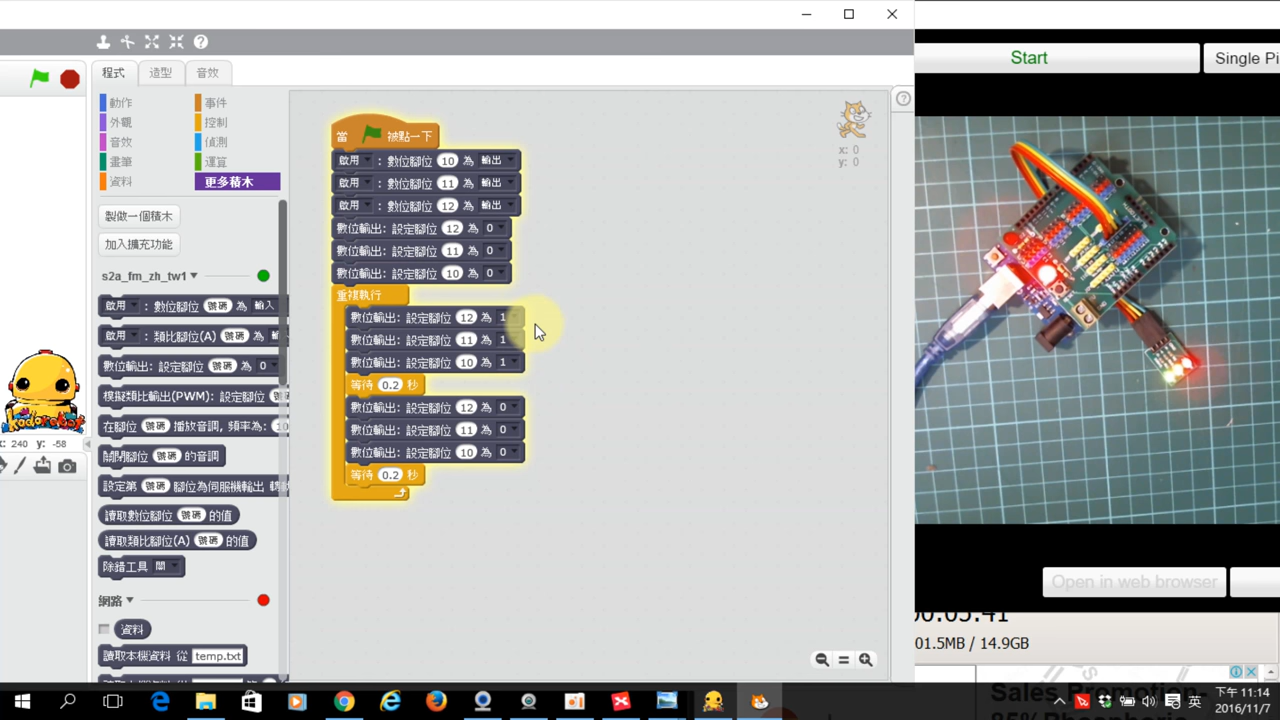 Start
Single Pi
程式
造型
音效
動作
事件
外觀
控制
音效
偵測
畫筆
運算
資料
更多積木
製做一個積木
加入擴充功能
s2a_fm_zh_tw1
啟用 : 數位腳位 號碼 為 輸入
啟用 : 類比腳位(A) 號碼 為
數位輸出: 設定腳位 號碼 為 0
模擬類比輸出(PWM): 設定腳位
在腳位 號碼 播放音調, 頻率為: 10
關閉腳位 號碼 的音調
設定第 號碼 腳位為伺服機輸出
讀取數位腳位 號碼 的值
讀取類比腳位(A) 號碼 的值
除錯工具 關
網路
資料
讀取本機資料 從 temp.txt
kodorobot
x: 240 y: -58
當 被點一下
啟用 : 數位腳位 10 為 輸出
啟用 : 數位腳位 11 為 輸出
啟用 : 數位腳位 12 為 輸出
數位輸出: 設定腳位 12 為 0
數位輸出: 設定腳位 11 為 0
數位輸出: 設定腳位 10 為 0
重複執行
數位輸出: 設定腳位 12 為 1
數位輸出: 設定腳位 11 為 1
數位輸出: 設定腳位 10 為 1
等待 0.2 秒
數位輸出: 設定腳位 12 為 0
數位輸出: 設定腳位 11 為 0
數位輸出: 設定腳位 10 為 0
等待 0.2 秒
x: 0
y: 0
Open in web browser
00:05:41
01.5MB / 14.9GB
Sales Promotion-
英
下午 11:14
2016/11/7